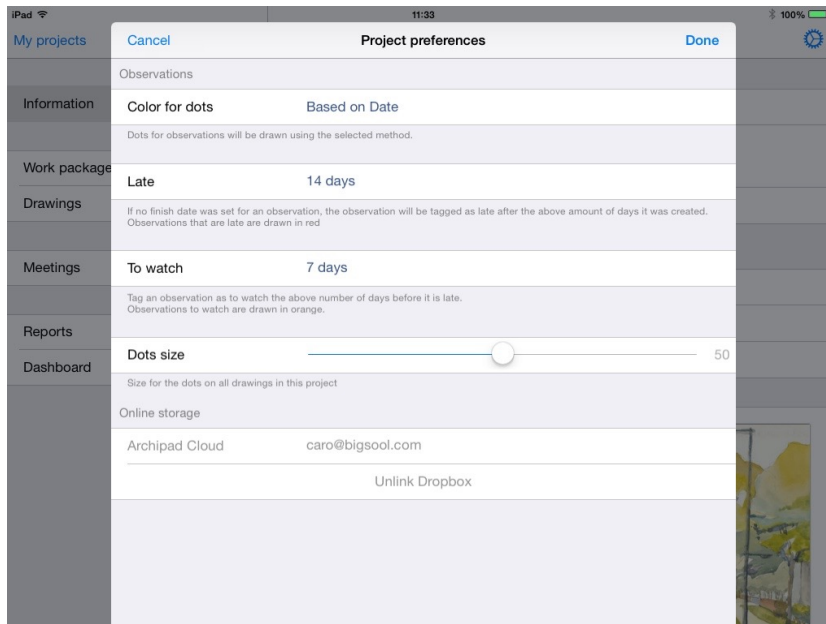 iPad 11:33 100%
My projects Cancel Project preferences Done
Observations
Information Color for dots Based on Date
Dots for observations will be drawn using the selected method.
Work package
Late 14 days
Drawings
If no finish date was set for an observation, the observation will be tagged as late after the above amount of days it was created.
Observations that are late are drawn in red
Meetings To watch 7 days
Tag an observation as to watch the above number of days before it is late.
Observations to watch are drawn in orange.
Reports
Dots size 50
Dashboard
Size for the dots on all drawings in this project
Online storage
Archipad Cloud caro@bigsool.com
Unlink Dropbox